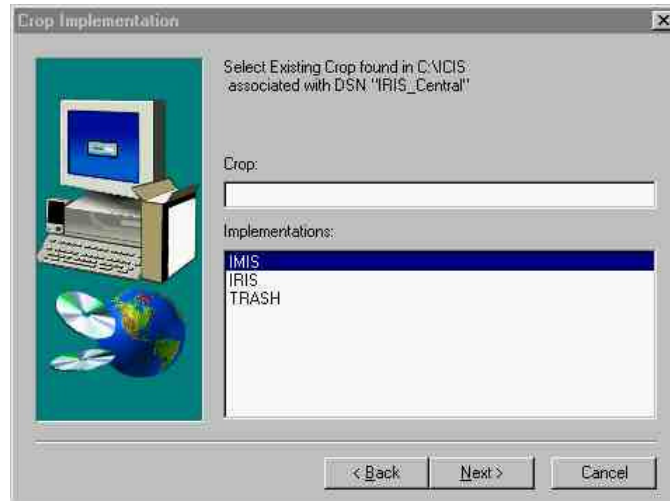 Crop Implementation
Select Existing Crop found in C:\ICIS
associated with DSN "IRIS_Central"
Crop:
Implementations:
IMIS
IRIS
TRASH
< Back
Next >
Cancel